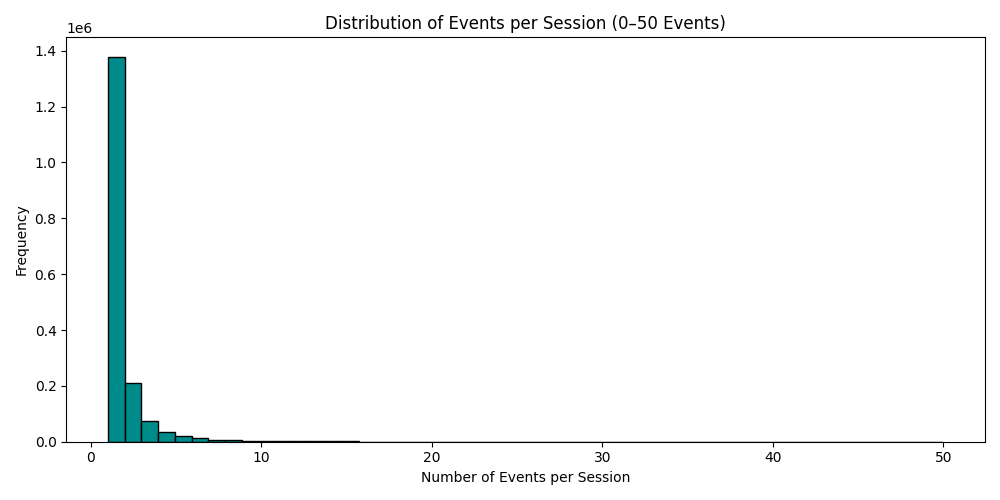 Distribution of Events per Session (0–50 Events)
1e6
1.4
1.2
1.0
0.8
0.6
0.4
0.2
0.0
Frequency
0 10 20 30 40 50
Number of Events per Session